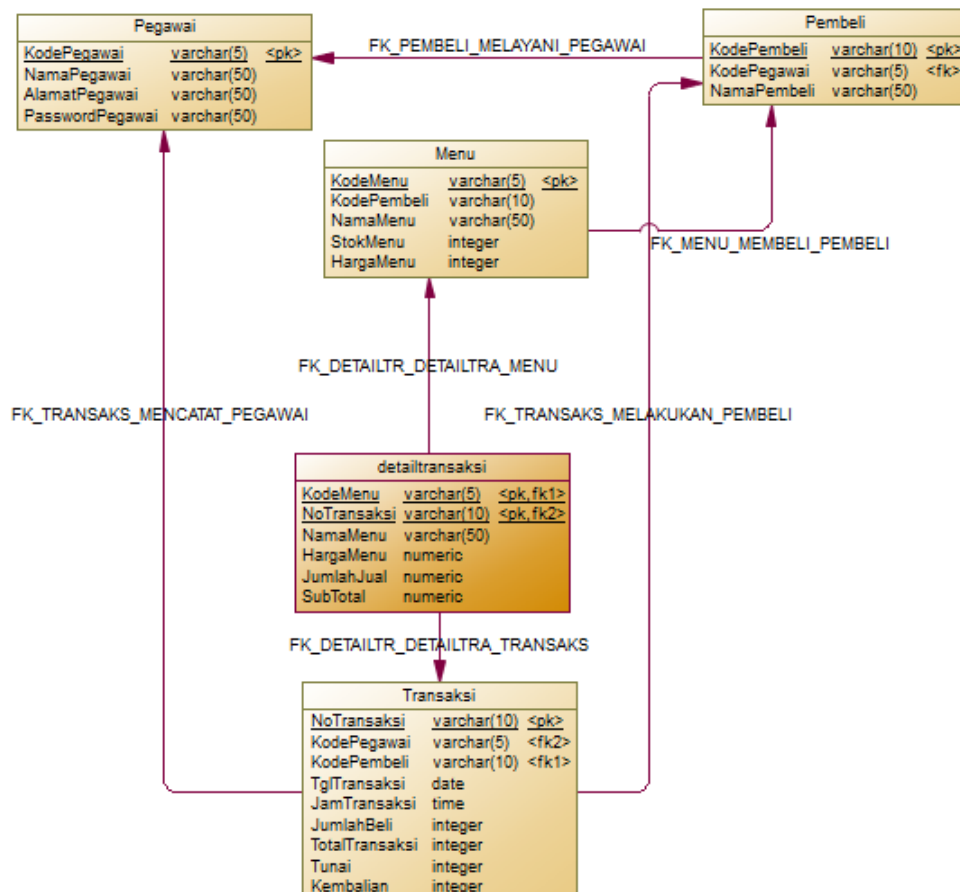 Pegawai
KodePegawai varchar(5) <pk>
NamaPegawai varchar(50)
AlamatPegawai varchar(50)
PasswordPegawai varchar(50)
FK_PEMBELI_MELAYANI_PEGAWAI
Pembeli
KodePembeli varchar(10) <pk>
KodePegawai varchar(5) <fk>
NamaPembeli varchar(50)
Menu
KodeMenu varchar(5) <pk>
KodePembeli varchar(10)
NamaMenu varchar(50)
StokMenu integer
HargaMenu integer
FK_MENU_MEMBELI_PEMBELI
FK_DETAILTR_DETAILTRA_MENU
FK_TRANSAKS_MENCATAT_PEGAWAI
FK_TRANSAKS_MELAKUKAN_PEMBELI
detailtransaksi
KodeMenu varchar(5) <pk,fk1>
NoTransaksi varchar(10) <pk,fk2>
NamaMenu varchar(50)
HargaMenu numeric
JumlahJual numeric
SubTotal numeric
FK_DETAILTR_DETAILTRA_TRANSAKS
Transaksi
NoTransaksi varchar(10) <pk>
KodePegawai varchar(5) <fk2>
KodePembeli varchar(10) <fk1>
TglTransaksi date
JamTransaksi time
JumlahBeli integer
TotalTransaksi integer
Tunai integer
Kembalian integer